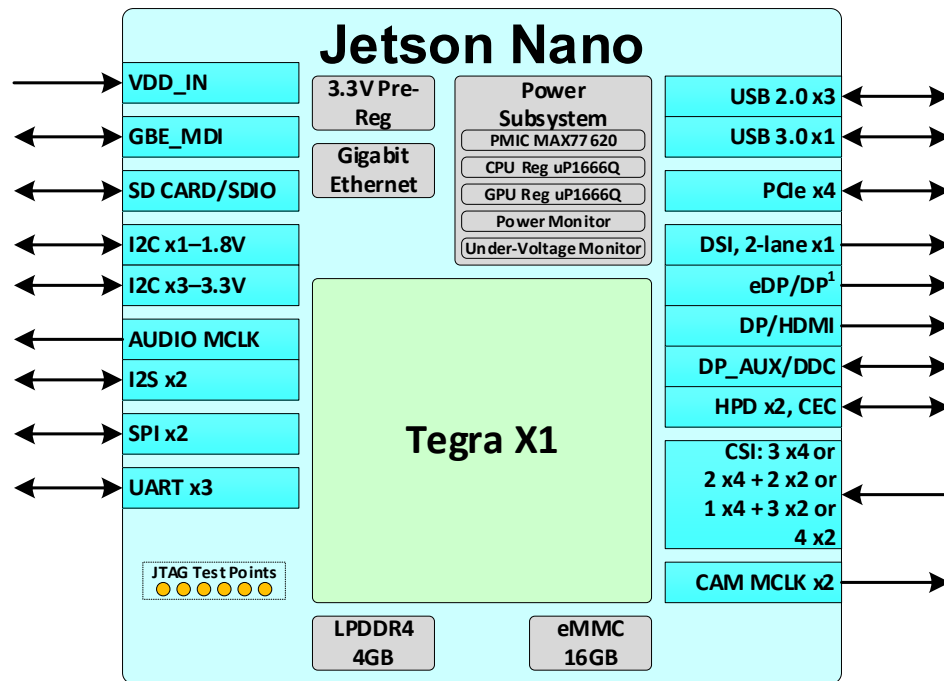 Jetson Nano
VDD_IN
GBE_MDI
SD CARD/SDIO
I2C x1–1.8V
I2C x3–3.3V
AUDIO MCLK
I2S x2
SPI x2
UART x3
JTAG Test Points
3.3V Pre-
Reg
Gigabit
Ethernet
Power
Subsystem
PMIC MAX77620
CPU Reg uP1666Q
GPU Reg uP1666Q
Power Monitor
Under-Voltage Monitor
Tegra X1
LPDDR4
4GB
eMMC
16GB
USB 2.0 x3
USB 3.0 x1
PCIe x4
DSI, 2-lane x1
eDP/DP¹
DP/HDMI
DP_AUX/DDC
HPD x2, CEC
CSI: 3 x4 or
2 x4 + 2 x2 or
1 x4 + 3 x2 or
4 x2
CAM MCLK x2